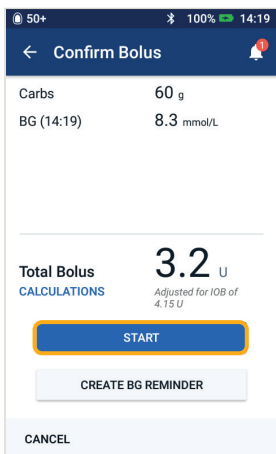 50+ 100% 14:19
Confirm Bolus 1
Carbs 60 g
BG (14:19) 8.3 mmol/L
Total Bolus 3.2 U
CALCULATIONS Adjusted for IOB of
4.15 U
START
CREATE BG REMINDER
CANCEL